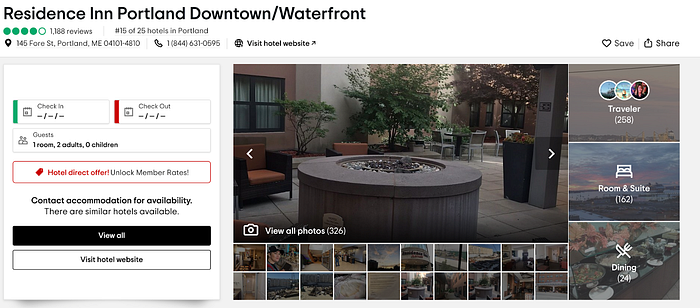 Residence Inn Portland Downtown/Waterfront
1,188 reviews #15 of 25 hotels in Portland
145 Fore St, Portland, ME 04101-4810 1 (844) 631-0595 Visit hotel website ↗
Save Share
Check In
– / – / –
Check Out
– / – / –
Guests
1 room, 2 adults, 0 children
Hotel direct offer! Unlock Member Rates!
Contact accommodation for availability.
There are similar hotels available.
View all
Visit hotel website
View all photos (326)
Traveler
(258)
Room & Suite
(162)
Dining
(24)